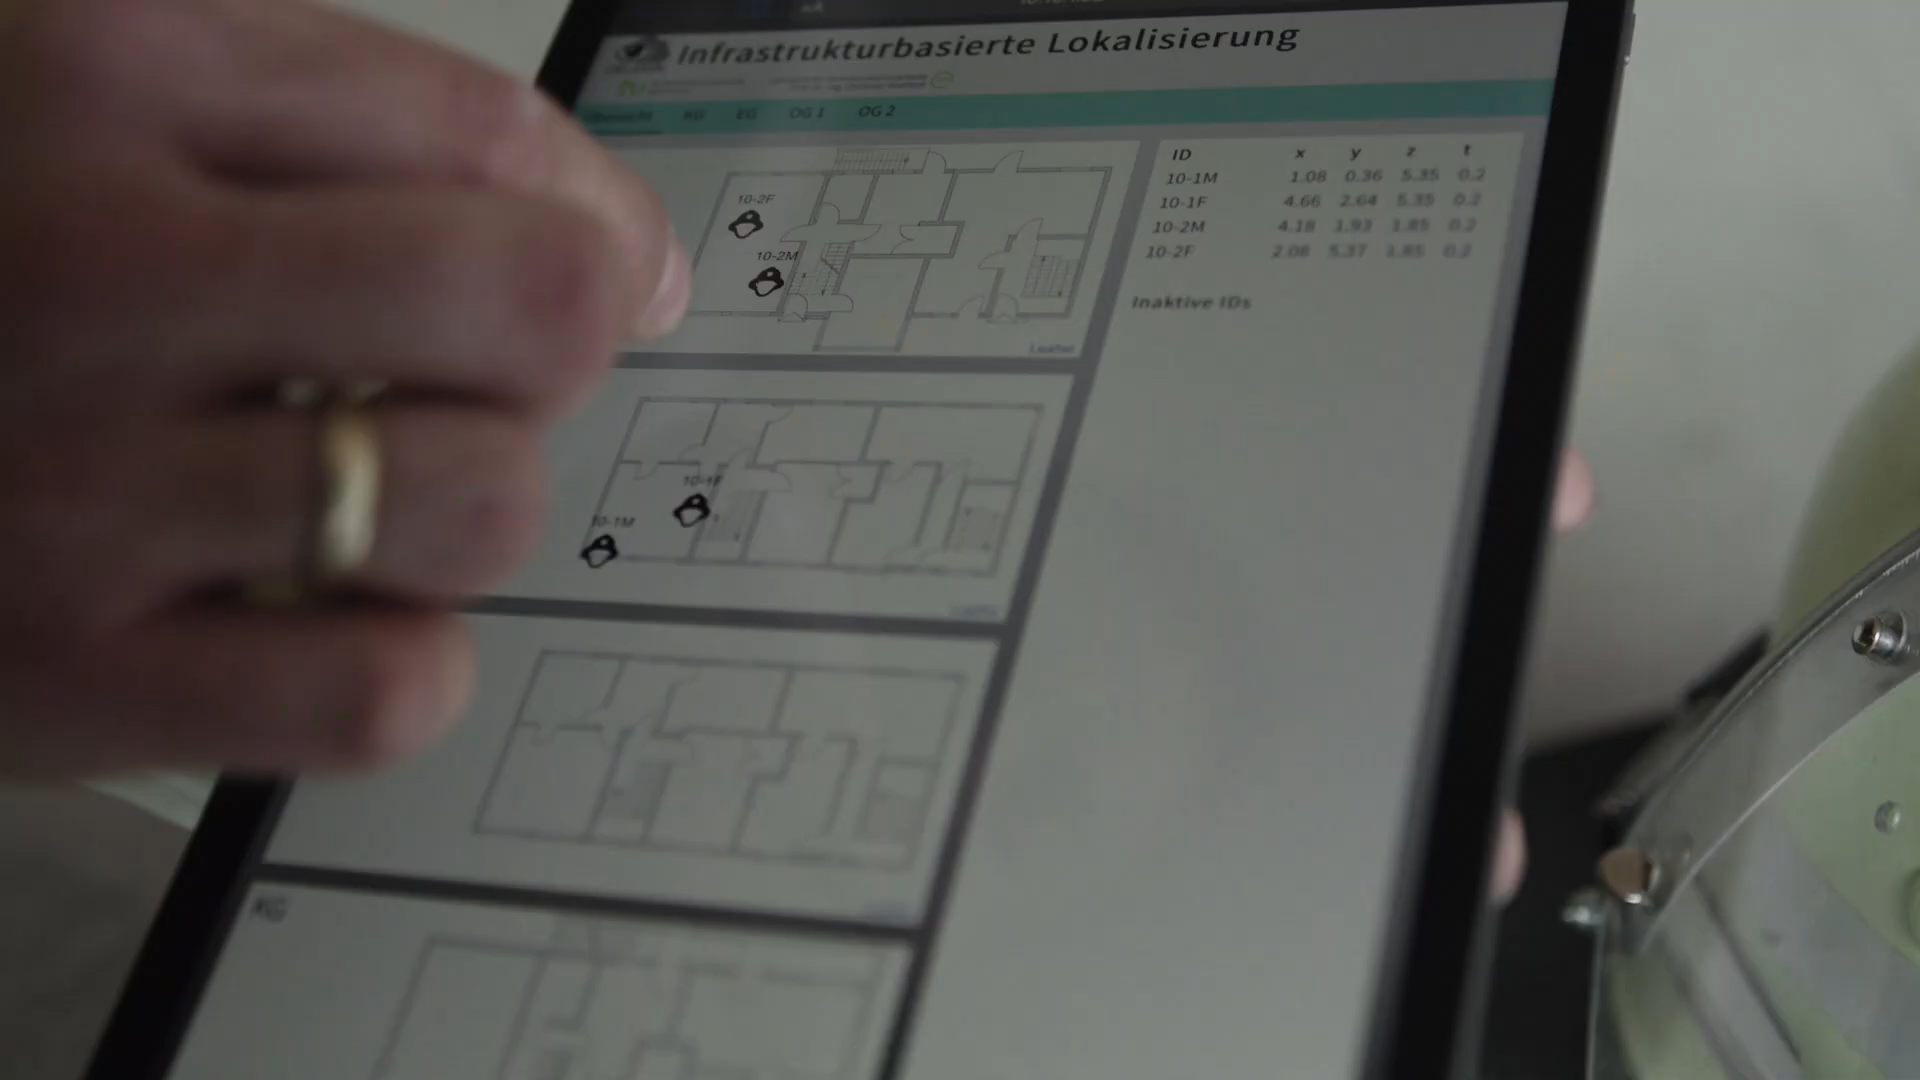 Infrastrukturbasierte Lokalisierung
Übersicht KG EG OG 1 OG 2
10-2F
10-2M
Leaflet
ID x y z t
10-1M 1.08 0.36 5.35 0.2
10-1F 4.66 2.64 5.35 0.2
10-2M 4.18 1.93 1.85 0.2
10-2F 2.08 5.37 1.85 0.2
Inaktive IDs
10-1F
10-1M
Leaflet
KG